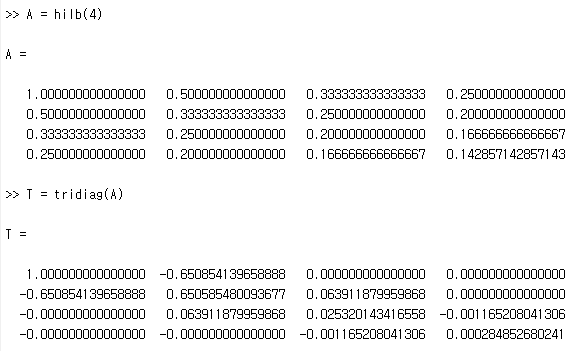 >> A = hilb(4)
A =
1.000000000000000 0.500000000000000 0.333333333333333 0.250000000000000
0.500000000000000 0.333333333333333 0.250000000000000 0.200000000000000
0.333333333333333 0.250000000000000 0.200000000000000 0.166666666666667
0.250000000000000 0.200000000000000 0.166666666666667 0.142857142857143
>> T = tridiag(A)
T =
1.000000000000000 -0.650854139658888 0.000000000000000 0.000000000000000
-0.650854139658888 0.650585480093677 0.063911879959868 0.000000000000000
-0.000000000000000 0.063911879959868 0.025320143416558 -0.001165208041306
-0.000000000000000 -0.000000000000000 -0.001165208041306 0.000284852680241